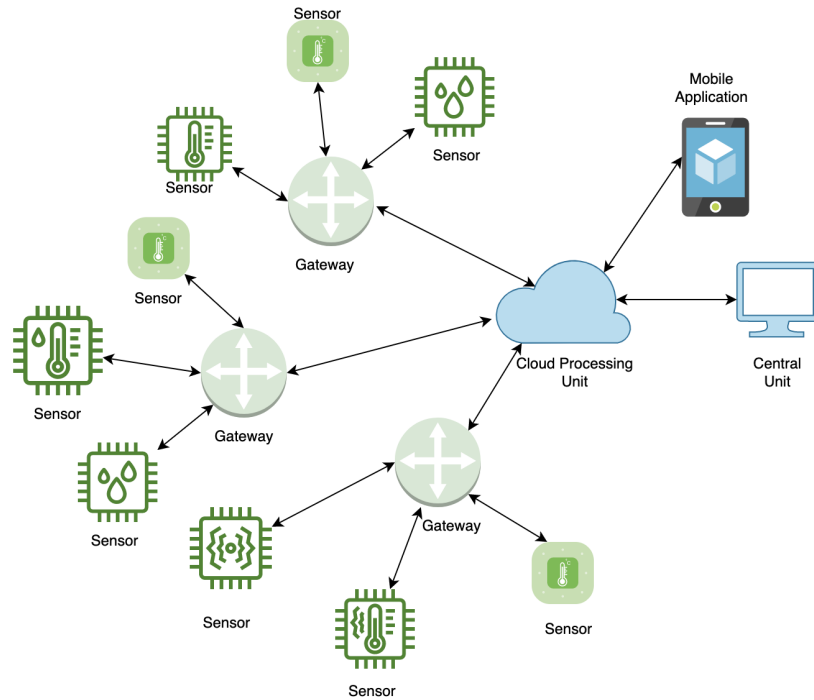 Sensor
Mobile
Application
Sensor
Sensor
Gateway
Sensor
Cloud Processing
Unit
Central
Unit
Sensor
Gateway
Sensor
Gateway
Sensor
Sensor
Sensor